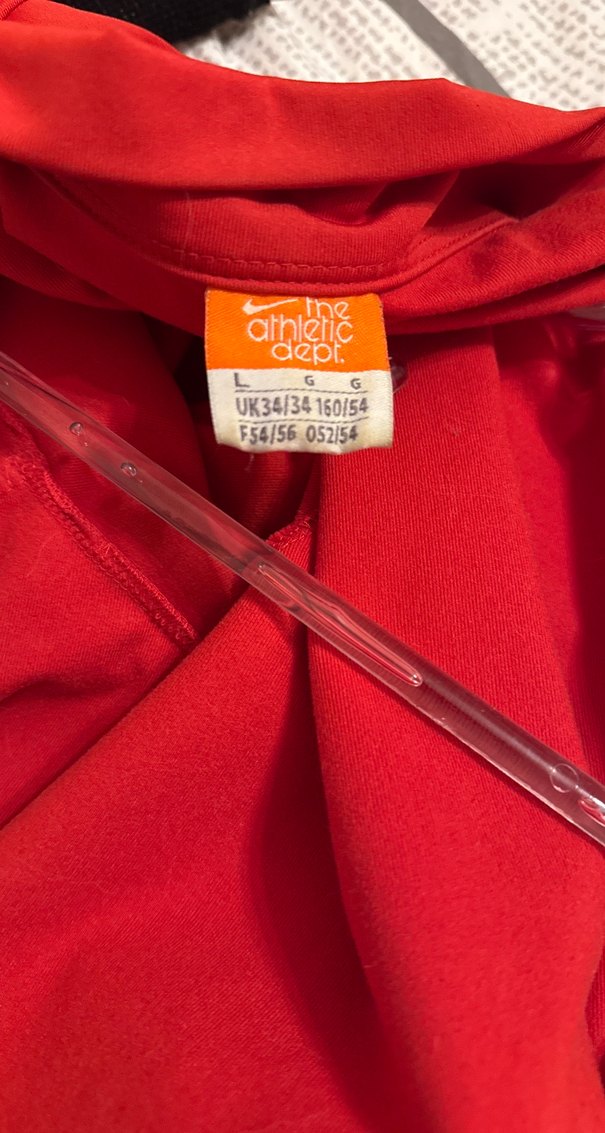 the
athletic
dept.
L G G
UK34/34 160/54
F54/56 052/54